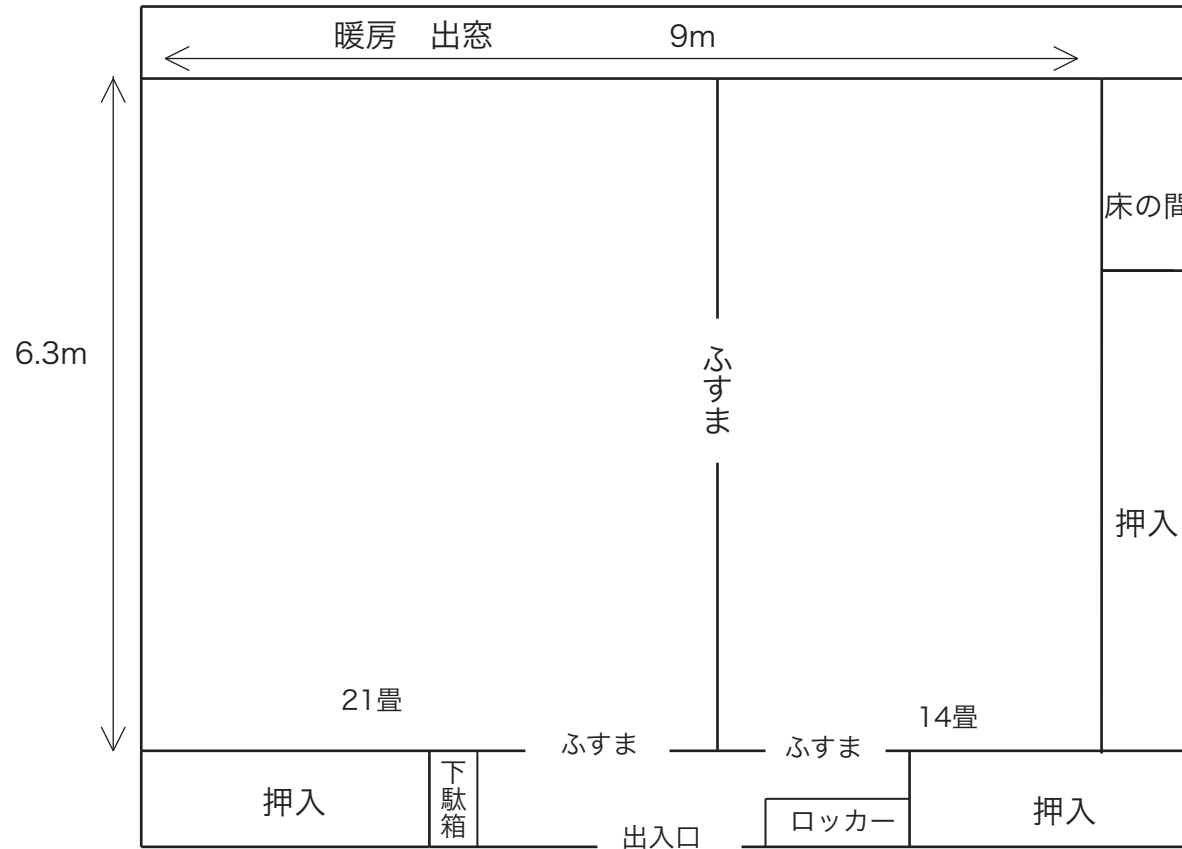 暖房　出窓　9m
床の間
6.3m
ふすま
押入
21畳
14畳
ふすま
ふすま
押入
下駄箱
ロッカー
押入
出入口